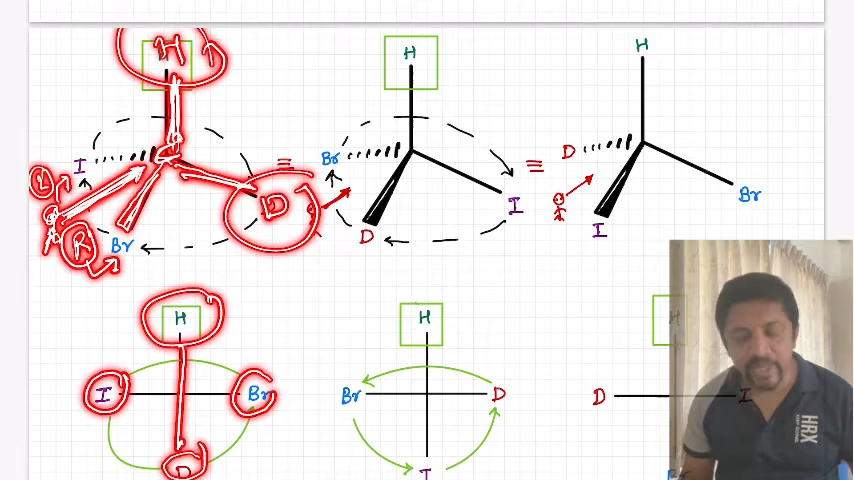 H H H
I Br D
≡
Br D I
≡
D I Br
L R
H H H
I Br
Br D
D I
D
I
HRX